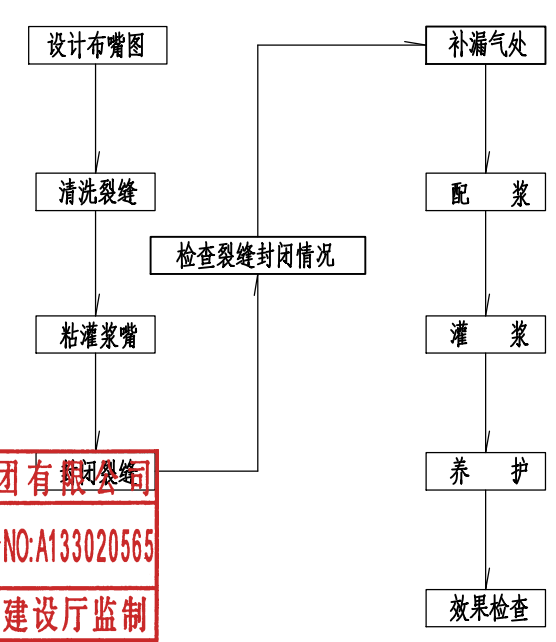 设计布嘴图
清洗裂缝
粘灌浆嘴
封闭裂缝
检查裂缝封闭情况
补漏气处
配 浆
灌 浆
养 护
效果检查
团有限公司
NO:A133020565
建设厅监制